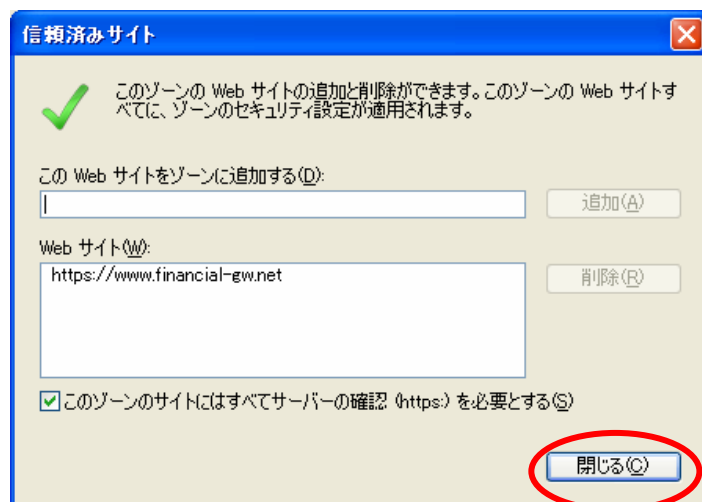 信頼済みサイト
このゾーンの Web サイトの追加と削除ができます。このゾーンの Web サイトす
べてに、ゾーンのセキュリティ設定が適用されます。
この Web サイトをゾーンに追加する(D):
追加(A)
Web サイト(W):
https://www.financial-gw.net
削除(R)
このゾーンのサイトにはすべてサーバーの確認 (https:) を必要とする(S)
閉じる(C)